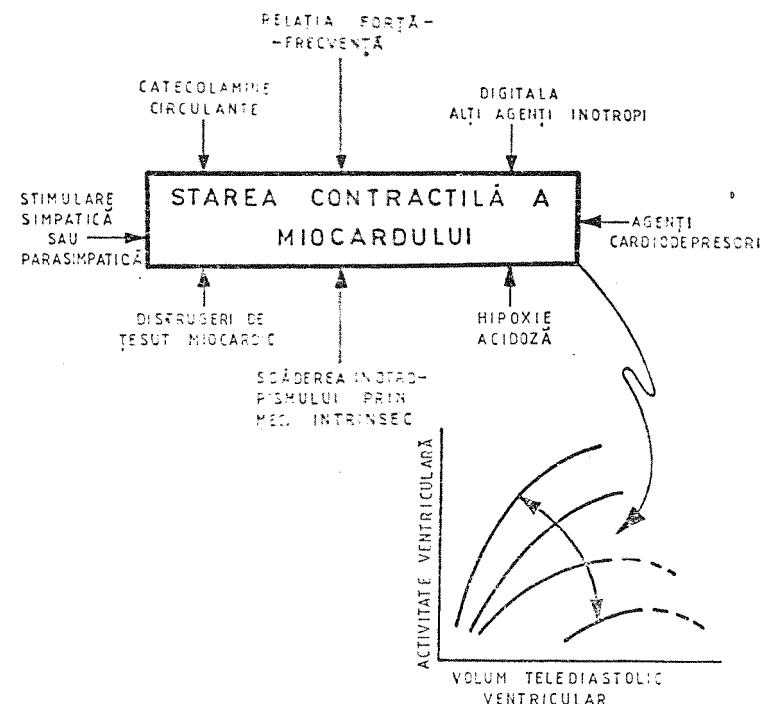 RELAȚIA FORȚĂ-
-FRECVENȚĂ
CATECOLAMINE
CIRCULANTE
DIGITALA
ALȚI AGENȚI INOTROPI
STIMULARE
SIMPATICĂ
SAU
PARASIMPATICĂ
STAREA CONTRACTILĂ A
MIOCARDULUI
AGENȚI
CARDIODEPRESORI
DISTRUGERI DE
ȚESUT MIOCARDIC
HIPOXIE
ACIDOZĂ
SCĂDEREA INOTRO-
PISMULUI PRIN
MEC. INTRINSEC
ACTIVITATE VENTRICULARĂ
VOLUM TELEDIASTOLIC
VENTRICULAR